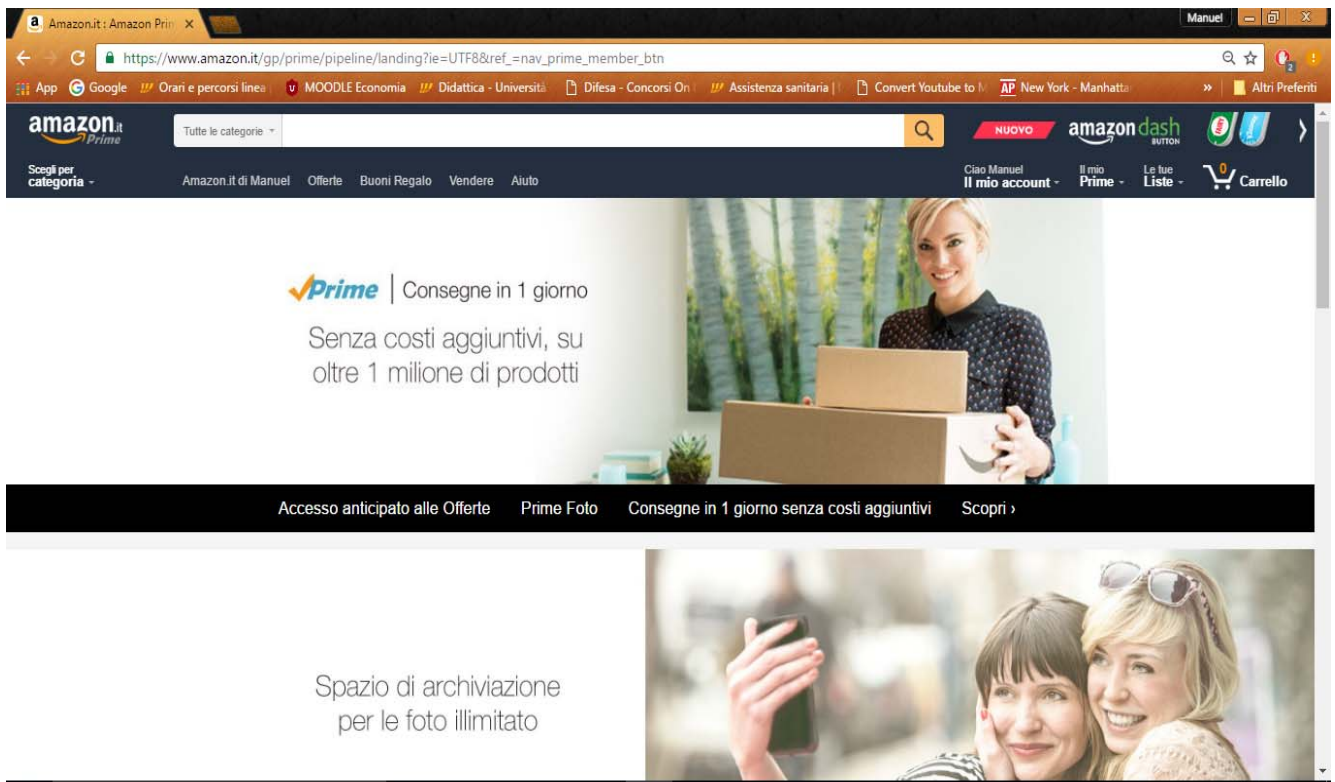 Amazon.it : Amazon Prin
Manuel
https://www.amazon.it/gp/prime/pipeline/landing?ie=UTF8&ref_=nav_prime_member_btn
App Google Orari e percorsi linea MOODLE Economia Didattica - Università Difesa - Concorsi On Assistenza sanitaria | Convert Youtube to M New York - Manhatta » Altri Preferiti
amazon.it Prime
Tutte le categorie
NUOVO
amazon dash BUTTON
Scegli per
categoria
Amazon.it di Manuel Offerte Buoni Regalo Vendere Aiuto
Ciao Manuel
Il mio account
Il mio
Prime
Le tue
Liste
0
Carrello
Prime | Consegne in 1 giorno
Senza costi aggiuntivi, su
oltre 1 milione di prodotti
Accesso anticipato alle Offerte Prime Foto Consegne in 1 giorno senza costi aggiuntivi Scopri ›
Spazio di archiviazione
per le foto illimitato